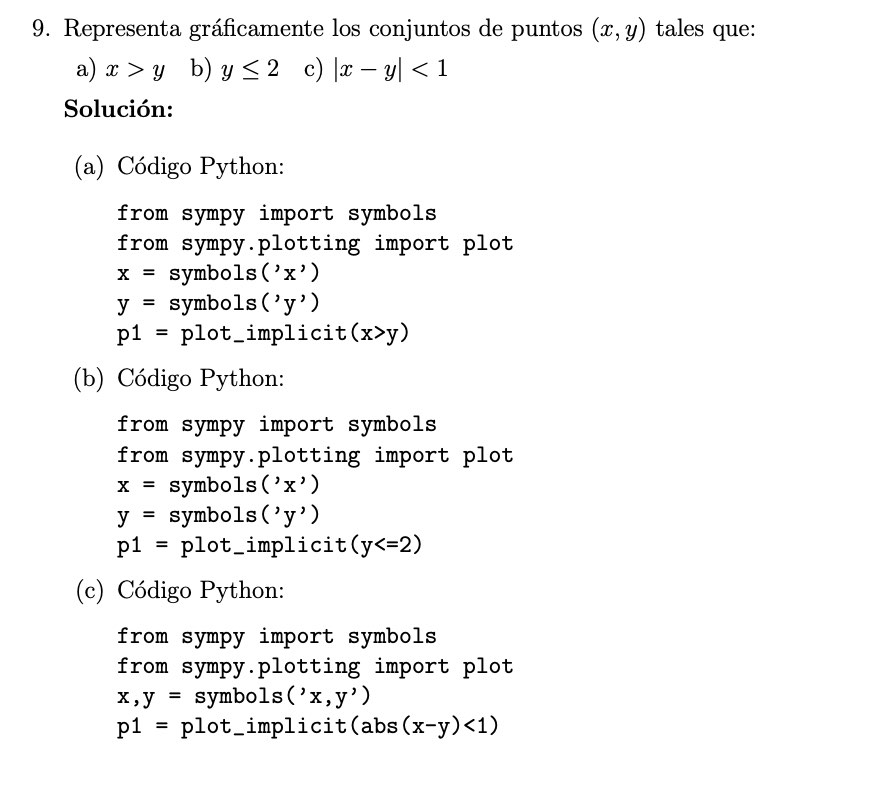 9. Representa gráficamente los conjuntos de puntos (x, y) tales que:
a) x > y b) y ≤ 2 c) |x − y| < 1
Solución:
(a) Código Python:
from sympy import symbols
from sympy.plotting import plot
x = symbols(’x’)
y = symbols(’y’)
p1 = plot_implicit(x>y)
(b) Código Python:
from sympy import symbols
from sympy.plotting import plot
x = symbols(’x’)
y = symbols(’y’)
p1 = plot_implicit(y<=2)
(c) Código Python:
from sympy import symbols
from sympy.plotting import plot
x,y = symbols(’x,y’)
p1 = plot_implicit(abs(x-y)<1)